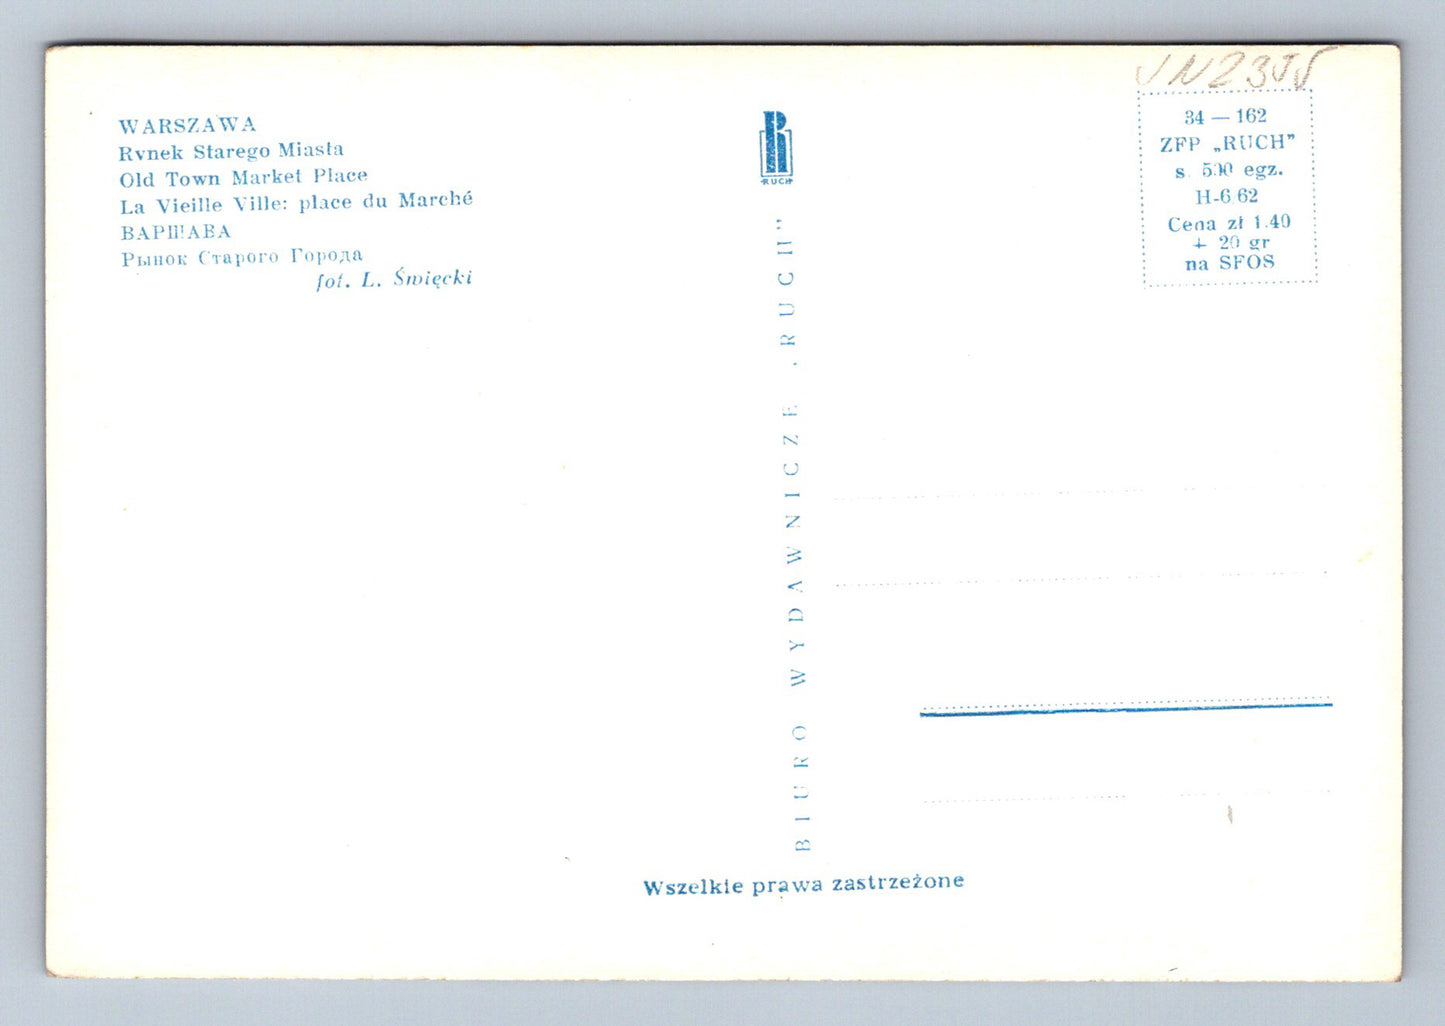 WARSZAWA
Rynek Starego Miasta
Old Town Market Place
La Vieille Ville: place du Marché
ВАРШАВА
Рынок Старого Города
fot. L. Święcki
R
RUCH
BIURO WYDAWNICZE „RUCH”
34 — 162
ZFP „RUCH”
egz.
H-6 62
Cena zł 1.40
+ 20 gr
na SFOS
Wszelkie prawa zastrzeżone